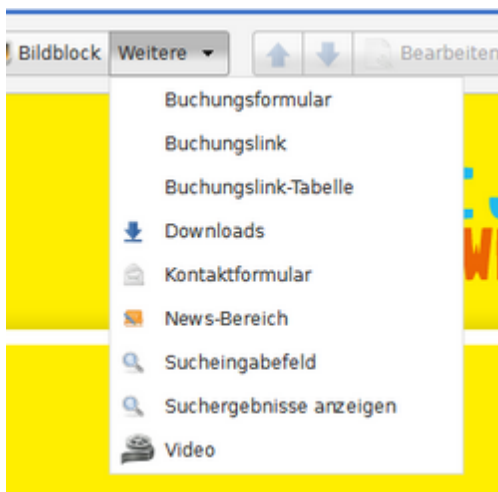 Bildblock Weitere Bearbeiten
Buchungsformular
Buchungslink
Buchungslink-Tabelle
Downloads
Kontaktformular
News-Bereich
Sucheingabefeld
Suchergebnisse anzeigen
Video